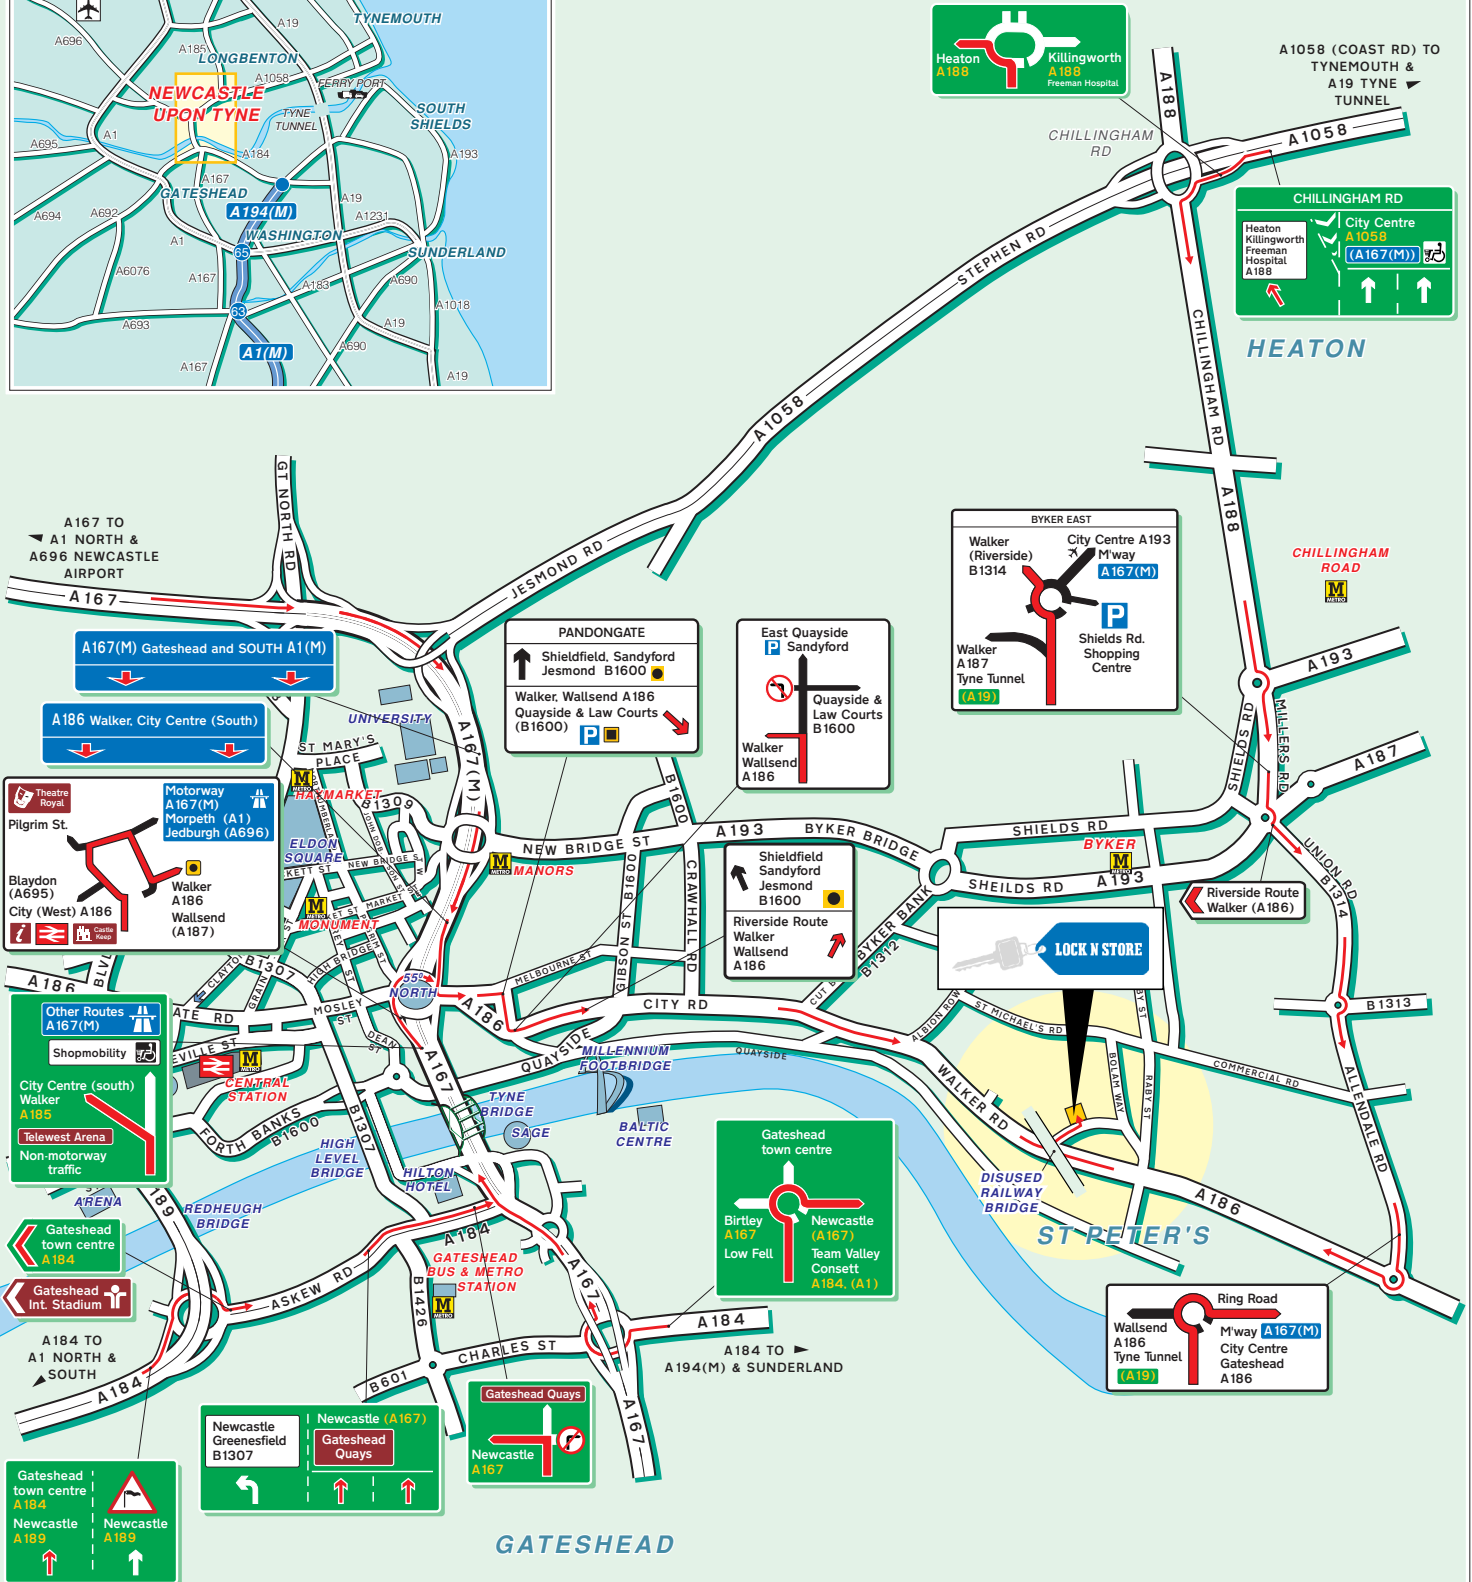 A696
A19
TYNEMOUTH
A185
LONGBENTON
A1058
NEWCASTLE
UPON TYNE
FERRY PORT
TYNE
TUNNEL
SOUTH
SHIELDS
A1
A695
A184
A193
A167
GATESHEAD
A194(M)
A19
A694
A692
A1231
A1
WASHINGTON
65
SUNDERLAND
A6076
A167
A183
A690
63
A1018
A693
A19
A1(M)
A690
A167
A19
Heaton
A188
Killingworth
A188
Freeman Hospital
A188
A1058 (COAST RD) TO
TYNEMOUTH &
A19 TYNE
TUNNEL
CHILLINGHAM
RD
A1058
CHILLINGHAM RD
Heaton
Killingworth
Freeman
Hospital
A188
City Centre
A1058
(A167(M))
HEATON
STEPHEN RD
CHILLINGHAM RD
A1058
A188
GT NORTH RD
A167 TO
A1 NORTH &
A696 NEWCASTLE
AIRPORT
A167
JESMOND RD
BYKER EAST
Walker
(Riverside)
B1314
City Centre A193
M'way
A167(M)
P
Shields Rd.
Shopping
Centre
Walker
A187
Tyne Tunnel
(A19)
CHILLINGHAM
ROAD
M
METRO
A193
A167(M) Gateshead and SOUTH A1(M)
A186 Walker, City Centre (South)
PANDONGATE
Shieldfield, Sandyford
Jesmond B1600
Walker, Wallsend A186
Quayside & Law Courts
(B1600)
P
East Quayside
P Sandyford
Quayside &
Law Courts
B1600
Walker
Wallsend
A186
UNIVERSITY
A167(M)
ST MARY'S
PLACE
M
METRO
HAYMARKET
B1309
SHIELDS RD
MILLERS RD
A187
Theatre
Royal
Pilgrim St.
Motorway
A167(M)
Morpeth (A1)
Jedburgh (A696)
Blaydon
(A695)
City (West) A186
Walker
A186
Wallsend
(A187)
i
Castle
Keep
ELDON
SQUARE
NEW BRIDGE ST
M
METRO
MANORS
M
METRO
MONUMENT
MARKET
NEW BRIDGE ST
B1600
A193
BYKER BRIDGE
SHIELDS RD
BYKER
M
METRO
SHEILDS RD
A193
UNION RD
B1314
Riverside Route
Walker (A186)
Shieldfield
Sandyford
Jesmond
B1600
Riverside Route
Walker
Wallsend
A186
GIBSON ST B1600
CRAWHALL RD
BYKER BANK
B1312
LOCK N STORE
A186
CLAYTON
B1307
HIGH BRIDGE
MOSLEY
ST
55º
NORTH
MELBOURNE ST
A186
CITY RD
ALBION ROW
ST MICHAEL'S RD
B1313
Other Routes
A167(M)
Shopmobility
City Centre (south)
Walker
A185
Telewest Arena
Non-motorway
traffic
M
METRO
CENTRAL
STATION
DEAN
ST
A167
QUAYSIDE
MILLENNIUM
FOOTBRIDGE
QUAYSIDE
WALKER RD
BOLAM WAY
RABY ST
COMMERCIAL RD
ALLENDALE RD
FORTH BANKS
B1600
B1307
HIGH
LEVEL
BRIDGE
TYNE
BRIDGE
SAGE
BALTIC
CENTRE
HILTON
HOTEL
ARENA
REDHEUGH
BRIDGE
DISUSED
RAILWAY
BRIDGE
ST PETER'S
A186
Gateshead
town centre
Birtley
A167
Low Fell
Newcastle
(A167)
Team Valley
Consett
A184, (A1)
Gateshead
town centre
A184
Gateshead
Int. Stadium
A184
GATESHEAD
BUS & METRO
STATION
M
METRO
ASKEW RD
B1426
A167
A184
CHARLES ST
B601
A184 TO
A1 NORTH &
SOUTH
A184
A184 TO
A194(M) & SUNDERLAND
A167
Ring Road
Wallsend
A186
Tyne Tunnel
(A19)
M'way A167(M)
City Centre
Gateshead
A186
Newcastle
Greenesfield
B1307
Newcastle (A167)
Gateshead
Quays
Gateshead Quays
Newcastle
A167
Gateshead
town centre
A184
Newcastle
A189
Newcastle
A189
GATESHEAD